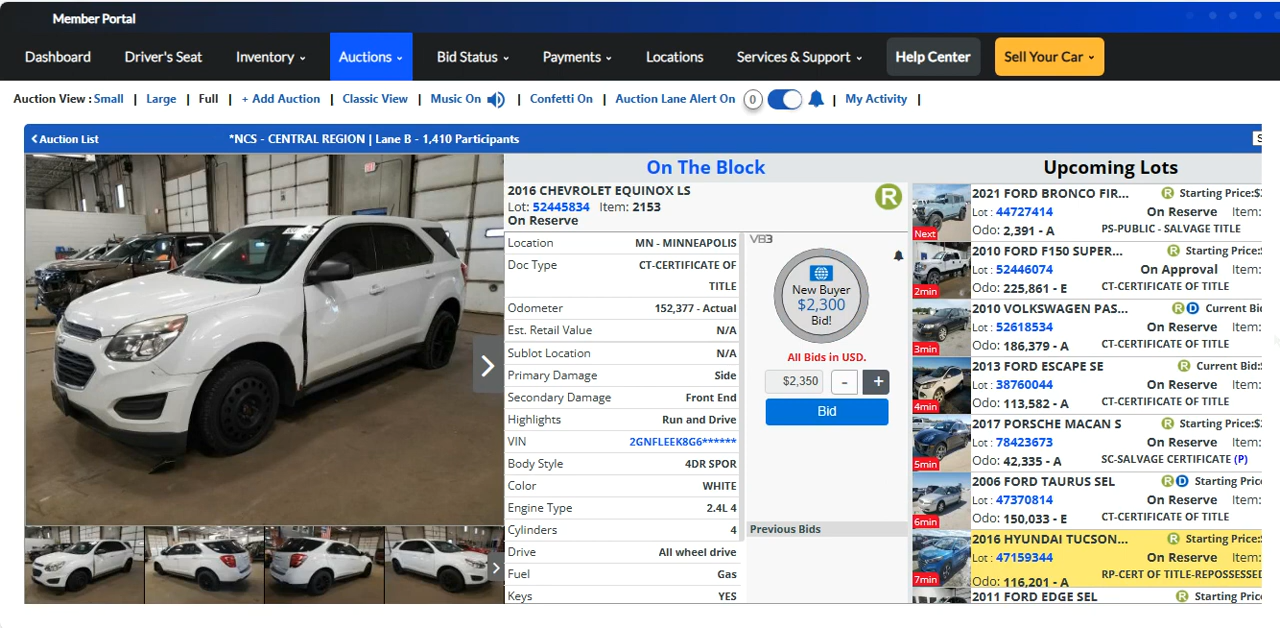 Member Portal
Dashboard Driver's Seat Inventory Auctions Bid Status Payments Locations Services & Support Help Center Sell Your Car
Auction View : Small | Large | Full | + Add Auction | Classic View | Music On | Confetti On | Auction Lane Alert On 0 | My Activity |
Auction List *NCS - CENTRAL REGION | Lane B - 1,410 Participants
On The Block
2016 CHEVROLET EQUINOX LS
Lot: 52445834 Item: 2153
On Reserve
R
Location MN - MINNEAPOLIS
Doc Type CT-CERTIFICATE OF
TITLE
Odometer 152,377 - Actual
Est. Retail Value N/A
Sublot Location N/A
Primary Damage Side
Secondary Damage Front End
Highlights Run and Drive
VIN 2GNFLEEK8G6******
Body Style 4DR SPOR
Color WHITE
Engine Type 2.4L 4
Cylinders 4
Drive All wheel drive
Fuel Gas
Keys YES
VB3
New Buyer
$2,300
Bid!
All Bids in USD.
$2,350 - +
Bid
Previous Bids
Upcoming Lots
2021 FORD BRONCO FIR... R Starting Price:
Lot : 44727414 On Reserve Item:
Next Odo: 2,391 - A PS-PUBLIC - SALVAGE TITLE
2010 FORD F150 SUPER... R Starting Price:
Lot : 52446074 On Approval Item:
2min Odo: 225,861 - E CT-CERTIFICATE OF TITLE
2010 VOLKSWAGEN PAS... R D Current Bi
Lot : 52618534 On Reserve Item:
3min Odo: 186,379 - A CT-CERTIFICATE OF TITLE
2013 FORD ESCAPE SE R Current Bid:
Lot : 38760044 On Reserve Item:
4min Odo: 113,582 - A CT-CERTIFICATE OF TITLE
2017 PORSCHE MACAN S R Starting Price:
Lot : 78423673 On Reserve Item:
5min Odo: 42,335 - A SC-SALVAGE CERTIFICATE (P)
2006 FORD TAURUS SEL R D Starting Pric
Lot : 47370814 On Reserve Item:
6min Odo: 150,033 - E CT-CERTIFICATE OF TITLE
2016 HYUNDAI TUCSON... R Starting Price:
Lot : 47159344 On Reserve Item:
7min Odo: 116,201 - A RP-CERT OF TITLE-REPOSSESSED
2011 FORD EDGE SEL R Starting Price